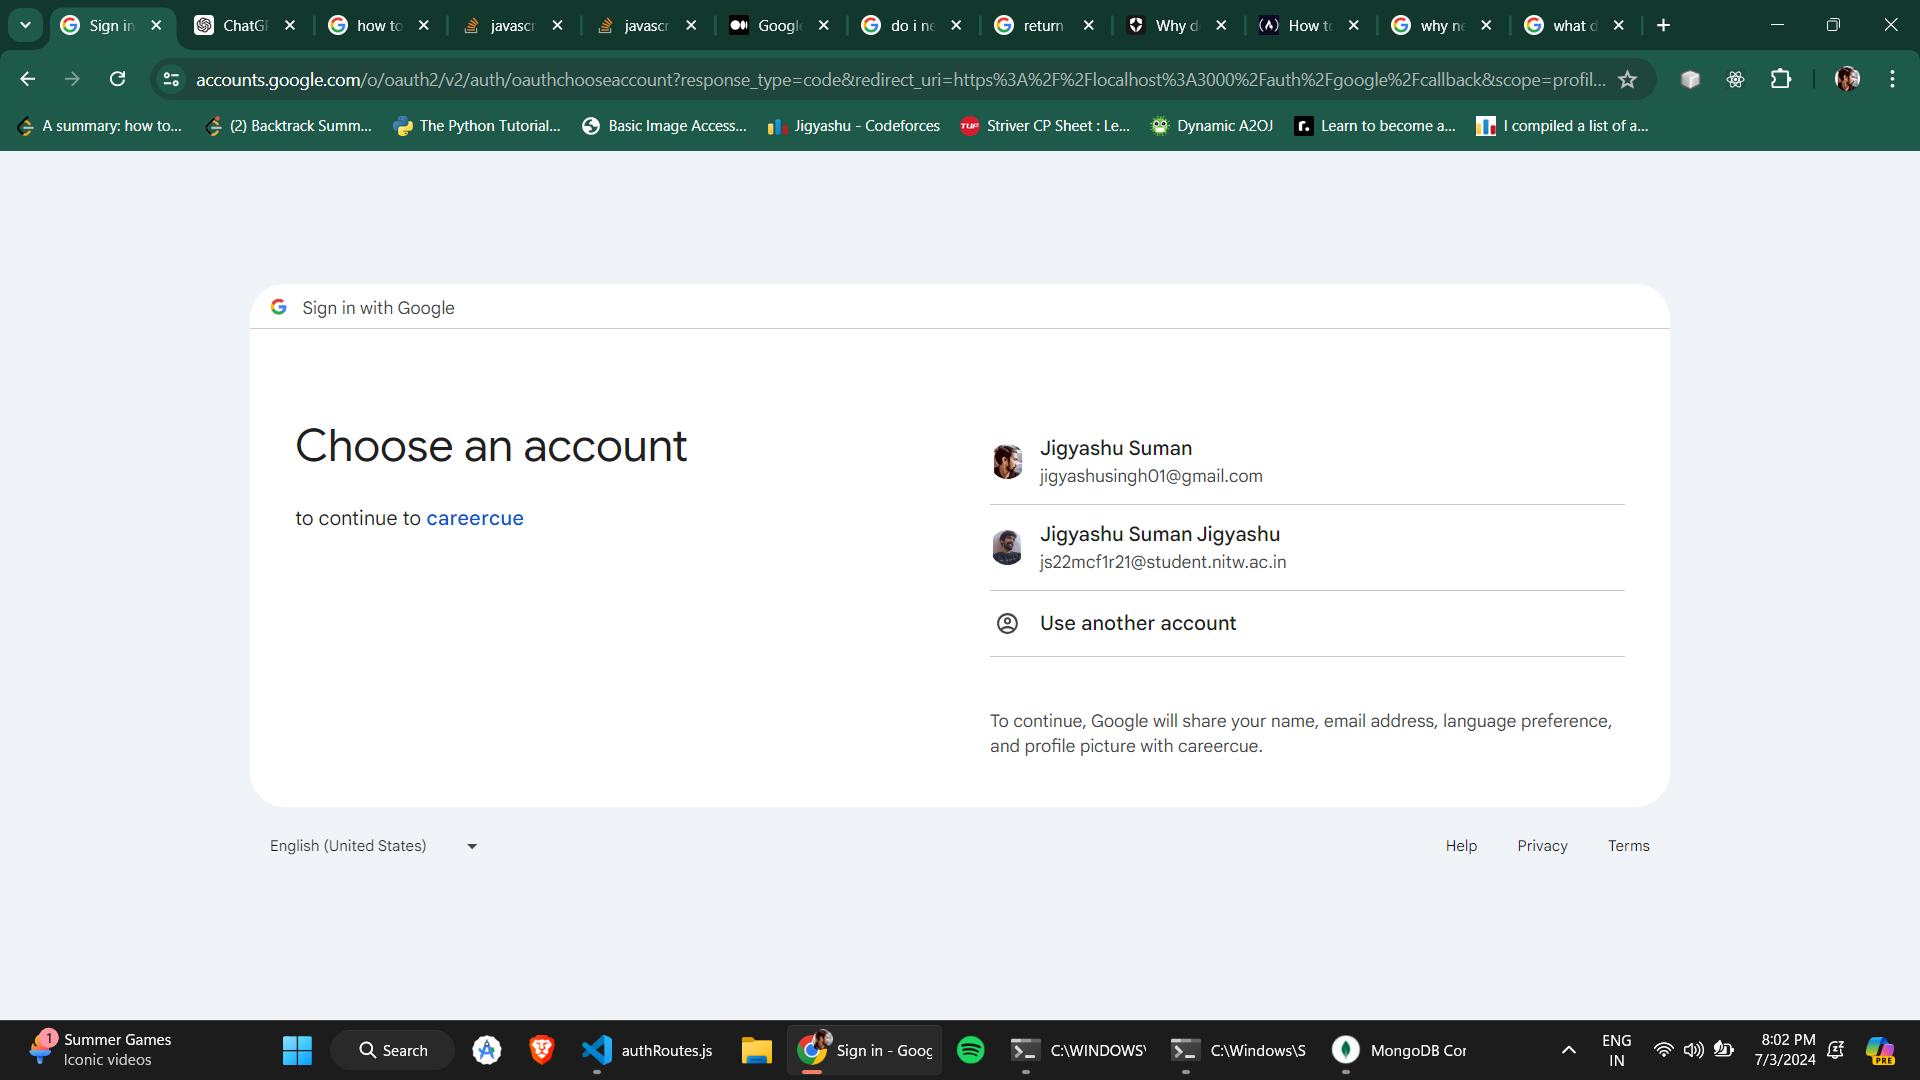 Sign in
ChatGP
how to
javascr
javascr
Google
do i ne
return
Why d
How to
why ne
what d
accounts.google.com/o/oauth2/v2/auth/oauthchooseaccount?response_type=code&redirect_uri=https%3A%2F%2Flocalhost%3A3000%2Fauth%2Fgoogle%2Fcallback&scope=profil...
A summary: how to...
(2) Backtrack Summ...
The Python Tutorial...
Basic Image Access...
Jigyashu - Codeforces
TUF
Striver CP Sheet : Le...
Dynamic A2OJ
r.
Learn to become a...
I compiled a list of a...
Sign in with Google
Choose an account
to continue to careercue
Jigyashu Suman
jigyashusingh01@gmail.com
Jigyashu Suman Jigyashu
js22mcf1r21@student.nitw.ac.in
Use another account
To continue, Google will share your name, email address, language preference,
and profile picture with careercue.
English (United States)
Help
Privacy
Terms
1
Summer Games
Iconic videos
Search
authRoutes.js
Sign in - Goog
C:\WINDOWS\
C:\Windows\S
MongoDB Cor
ENG
IN
8:02 PM
7/3/2024
PRE